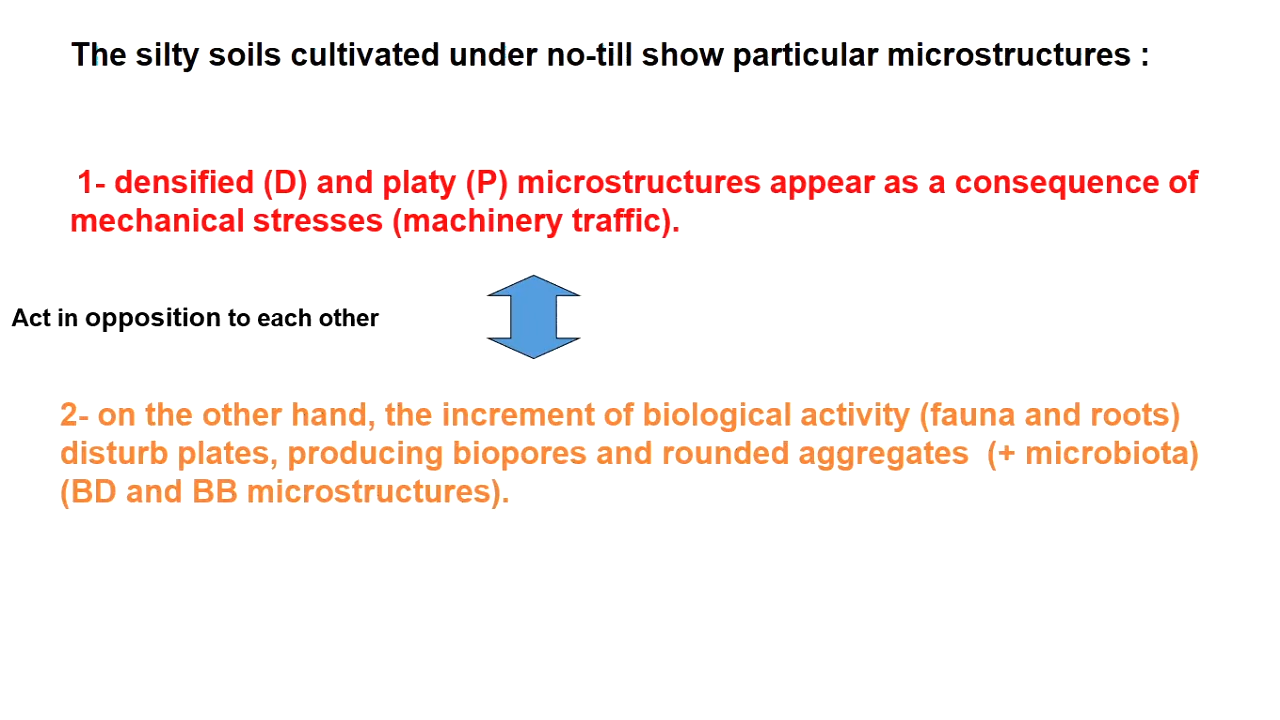 The silty soils cultivated under no-till show particular microstructures :
1- densified (D) and platy (P) microstructures appear as a consequence of
mechanical stresses (machinery traffic).
Act in opposition to each other
2- on the other hand, the increment of biological activity (fauna and roots)
disturb plates, producing biopores and rounded aggregates  (+ microbiota)
(BD and BB microstructures).